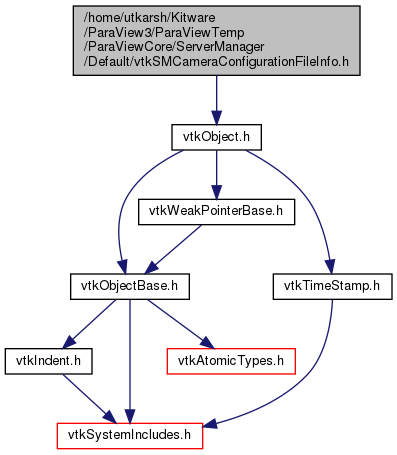 /home/utkarsh/Kitware
/ParaView3/ParaViewTemp
/ParaViewCore/ServerManager
/Default/vtkSMCameraConfigurationFileInfo.h
vtkObject.h
vtkWeakPointerBase.h
vtkObjectBase.h
vtkTimeStamp.h
vtkIndent.h
vtkAtomicTypes.h
vtkSystemIncludes.h